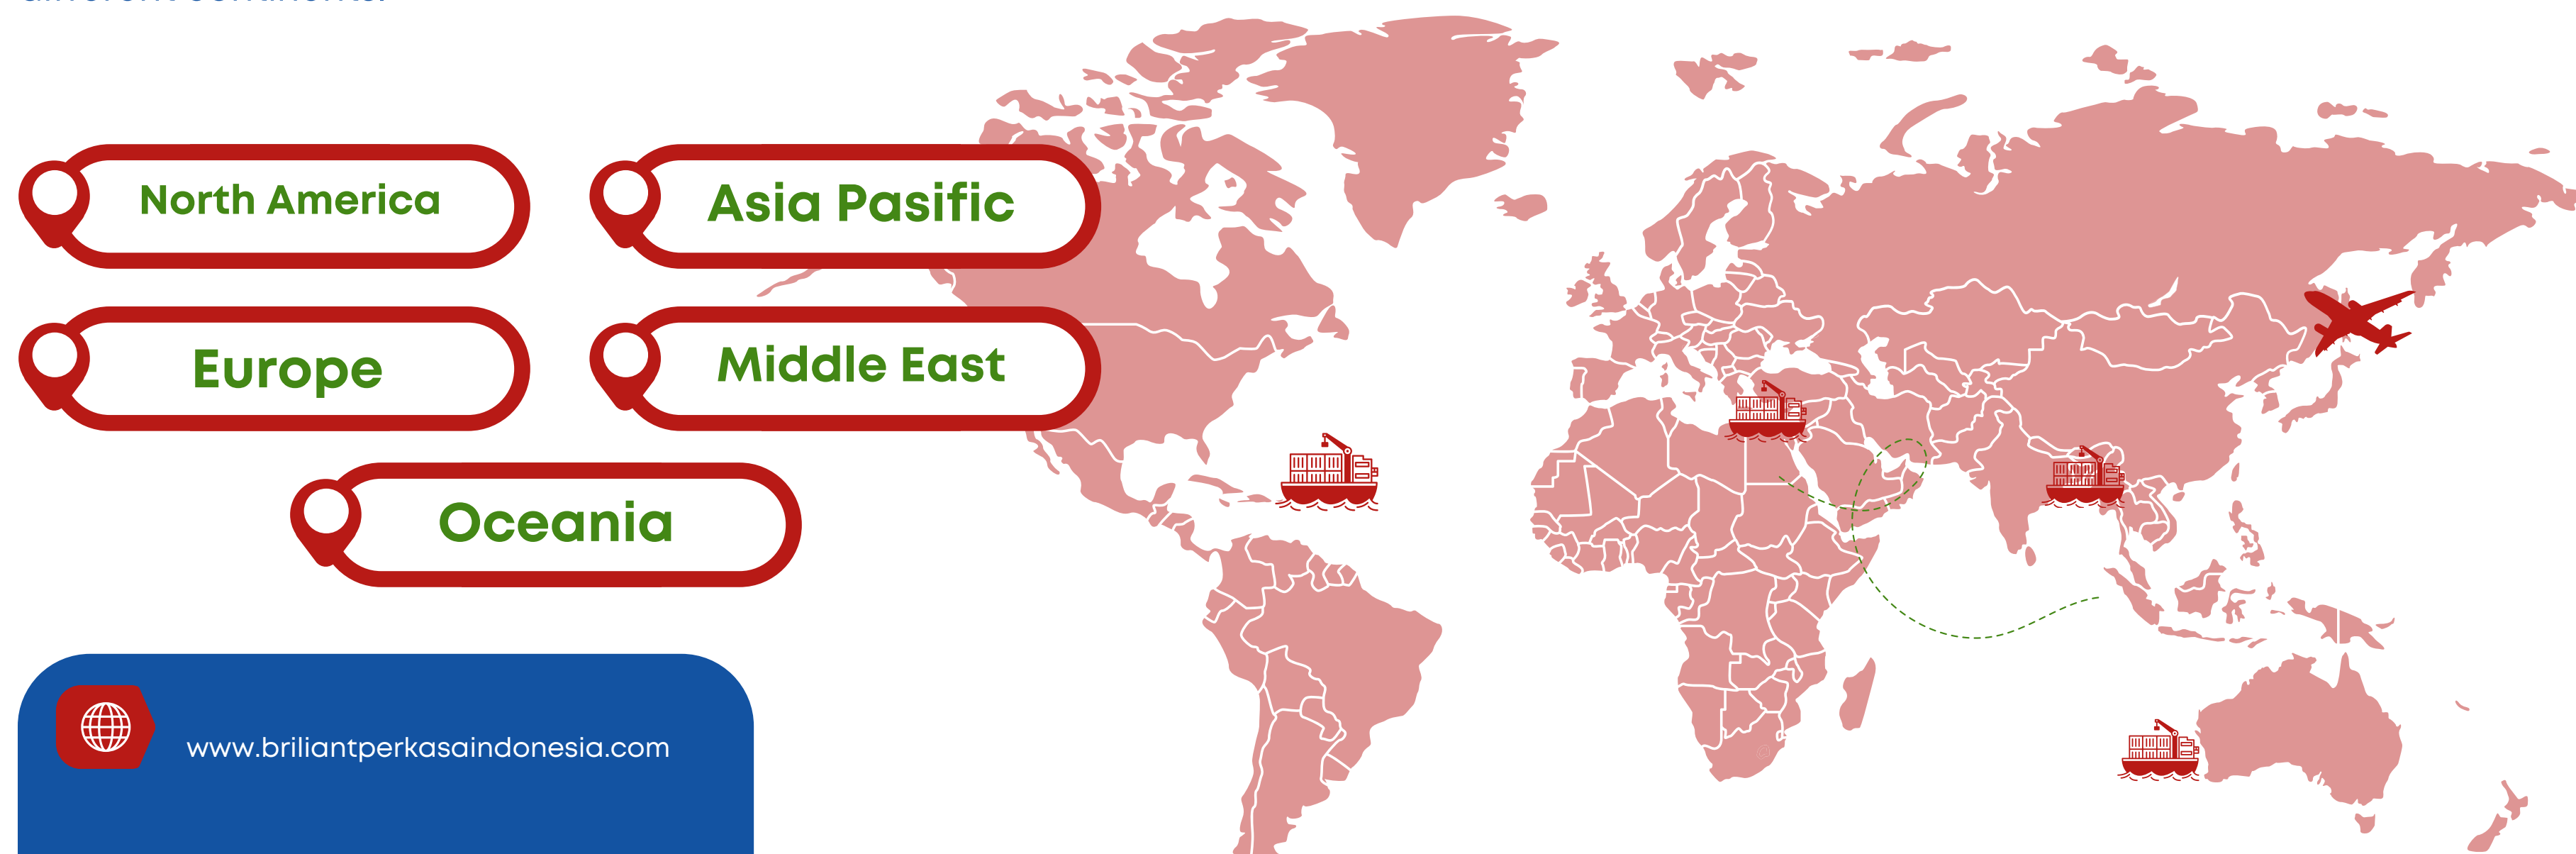 North America
Asia Pasific
Europe
Middle East
Oceania
www.briliantperkasaindonesia.com